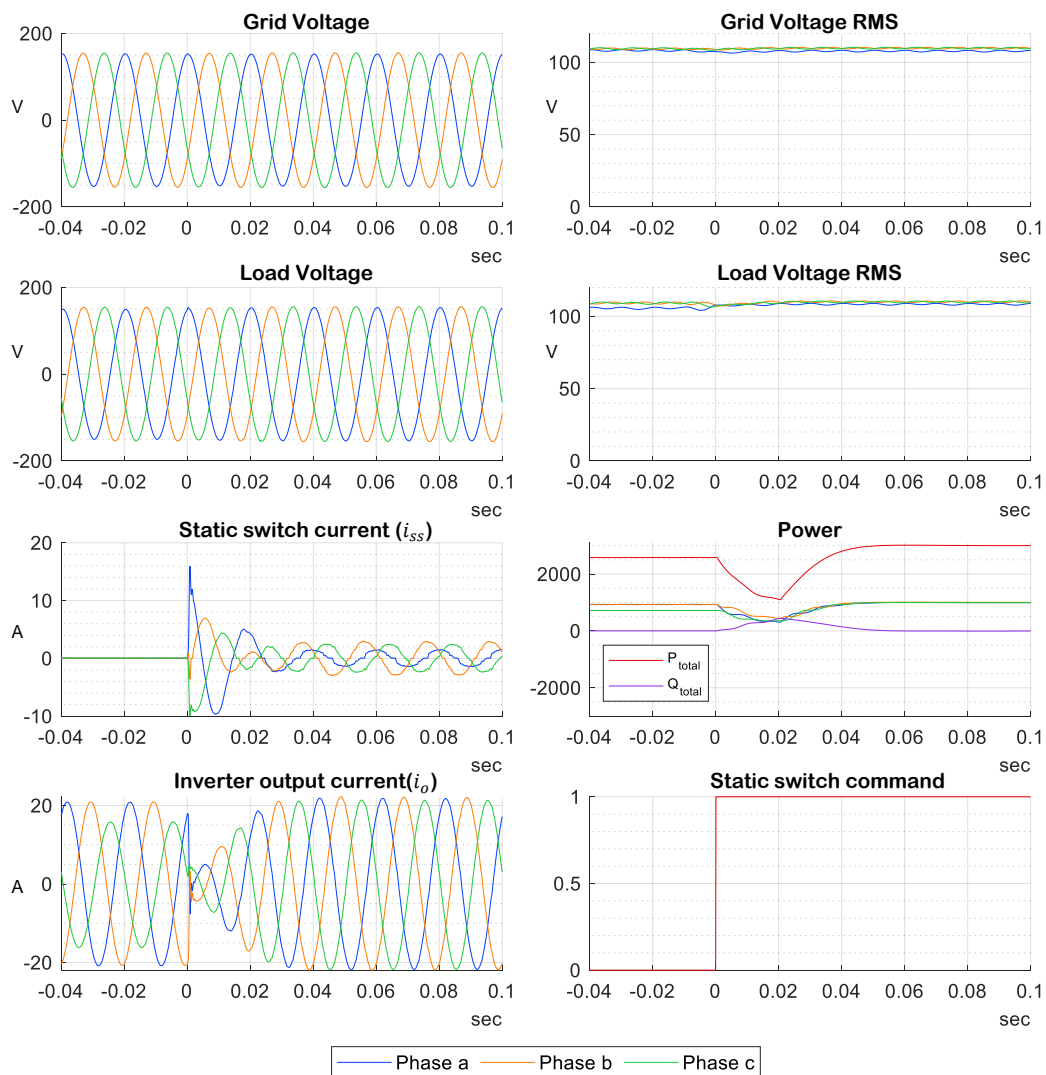 Grid Voltage
200
V
0
-200
-0.04 -0.02 0 0.02 0.04 0.06 0.08 0.1
sec
Grid Voltage RMS
100
V
50
0
-0.04 -0.02 0 0.02 0.04 0.06 0.08 0.1
sec
Load Voltage
200
V
0
-200
-0.04 -0.02 0 0.02 0.04 0.06 0.08 0.1
sec
Load Voltage RMS
100
V
50
0
-0.04 -0.02 0 0.02 0.04 0.06 0.08 0.1
sec
Static switch current (iss)
20
10
A
0
-10
-0.04 -0.02 0 0.02 0.04 0.06 0.08 0.1
sec
Power
2000
0
-2000
P total
Q total
-0.04 -0.02 0 0.02 0.04 0.06 0.08 0.1
sec
Inverter output current(io)
20
A
0
-20
-0.04 -0.02 0 0.02 0.04 0.06 0.08 0.1
sec
Static switch command
1
0.5
0
-0.04 -0.02 0 0.02 0.04 0.06 0.08 0.1
sec
Phase a Phase b Phase c